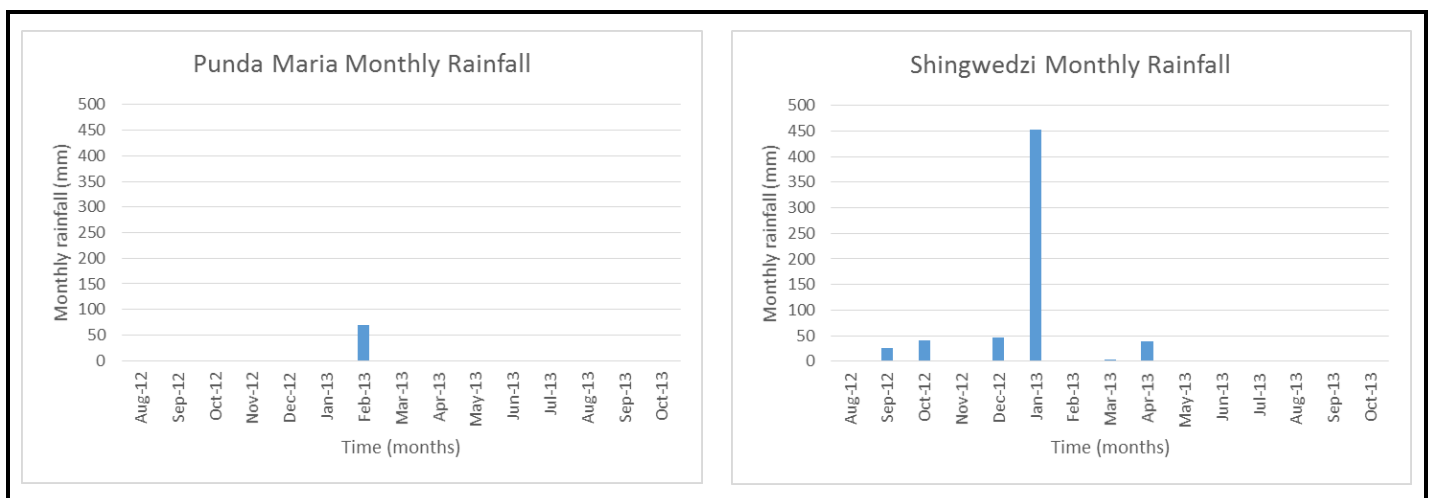 Punda Maria Monthly Rainfall
Monthly rainfall (mm)
500
450
400
350
300
250
200
150
100
50
0
Aug-12
Sep-12
Oct-12
Nov-12
Dec-12
Jan-13
Feb-13
Mar-13
Apr-13
May-13
Jun-13
Jul-13
Aug-13
Sep-13
Oct-13
Time (months)
Shingwedzi Monthly Rainfall
Monthly rainfall (mm)
500
450
400
350
300
250
200
150
100
50
0
Aug-12
Sep-12
Oct-12
Nov-12
Dec-12
Jan-13
Feb-13
Mar-13
Apr-13
May-13
Jun-13
Jul-13
Aug-13
Sep-13
Oct-13
Time (months)